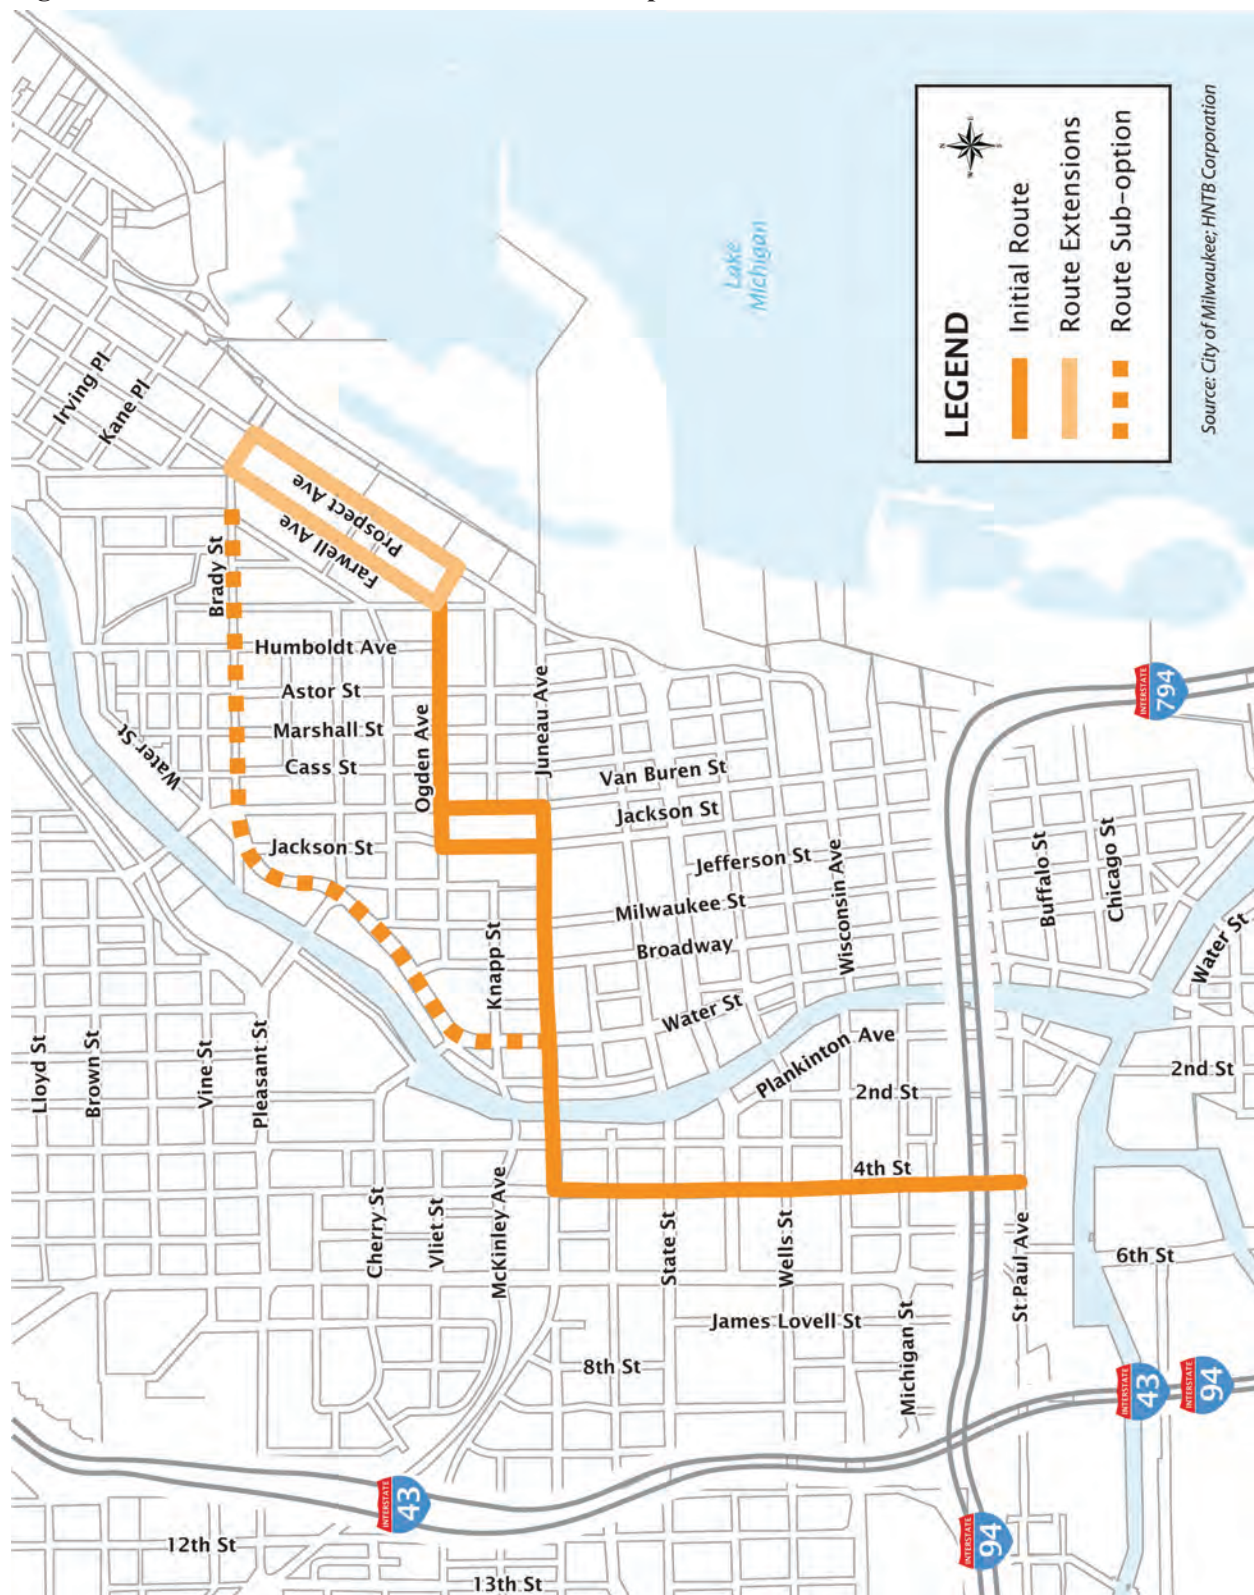 Irving Pl
Kane Pl
Prospect Ave
Farwell Ave
Brady St
Humboldt Ave
Astor St
Marshall St
Cass St
Jackson St
Water St
Ogden Ave
Juneau Ave
Knapp St
Van Buren St
Jackson St
Jefferson St
Milwaukee St
Broadway
Water St
Wisconsin Ave
Buffalo St
Chicago St
Water St
Plankinton Ave
2nd St
2nd St
4th St
Lloyd St
Brown St
Vine St
Pleasant St
Cherry St
Vliet St
McKinley Ave
State St
Wells St
Michigan St
St Paul Ave
6th St
James Lovell St
8th St
12th St
13th St
INTERSTATE
794
INTERSTATE
43
INTERSTATE
94
INTERSTATE
43
INTERSTATE
94
Lake
Michigan
LEGEND
N
E
S
W
Initial Route
Route Extensions
Route Sub-option
Source: City of Milwaukee; HNTB Corporation